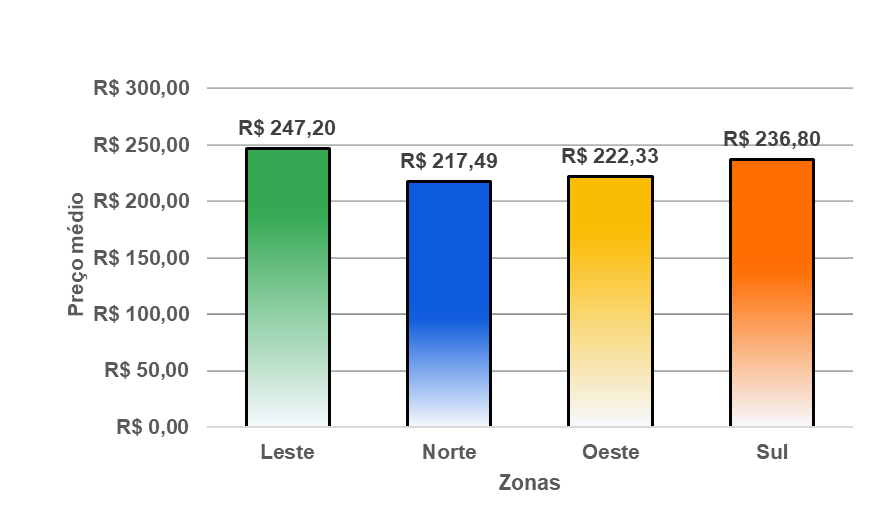 R$ 300,00
R$ 250,00
R$ 200,00
R$ 150,00
R$ 100,00
R$ 50,00
R$ 0,00
Preço médio
R$ 247,20
R$ 217,49
R$ 222,33
R$ 236,80
Leste
Norte
Oeste
Sul
Zonas